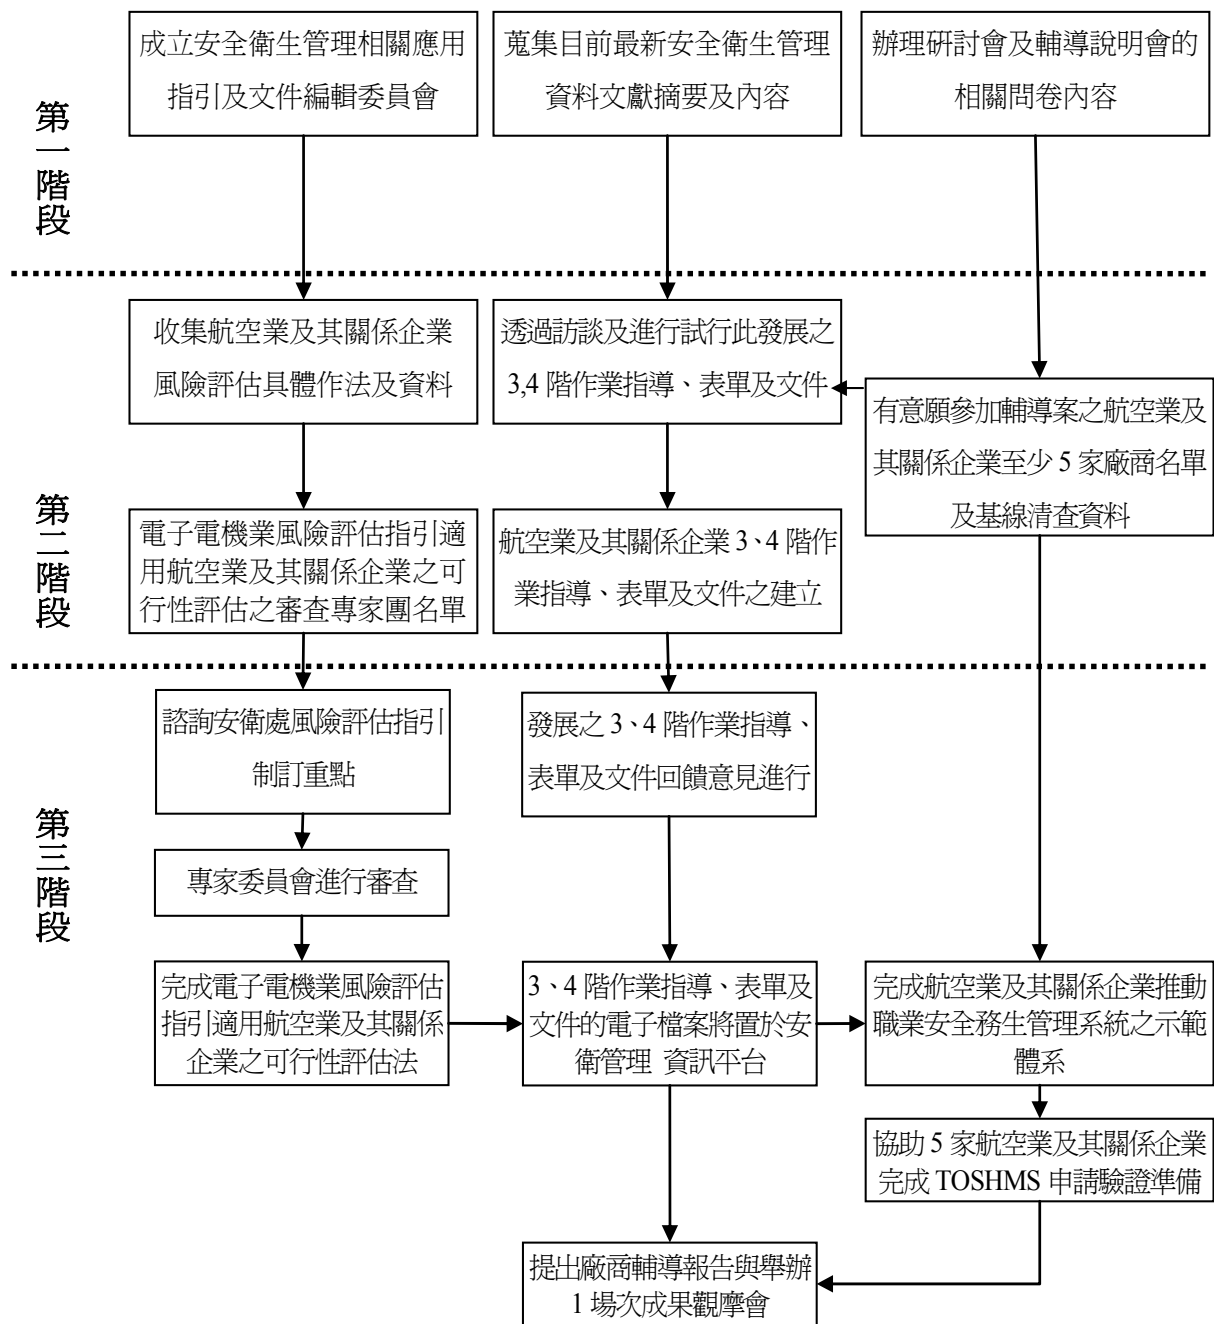 第一階段
成立安全衛生管理相關應用
指引及文件編輯委員會
蒐集目前最新安全衛生管理
資料文獻摘要及內容
辦理研討會及輔導說明會的
相關問卷內容
第二階段
收集航空業及其關係企業
風險評估具體作法及資料
透過訪談及進行試行此發展之
3,4 階作業指導、表單及文件
有意願參加輔導案之航空業及
其關係企業至少 5 家廠商名單
及基線清查資料
電子電機業風險評估指引適
用航空業及其關係企業之可
行性評估之審查專家團名單
航空業及其關係企業 3、4 階作
業指導、表單及文件之建立
第三階段
諮詢安衛處風險評估指引
制訂重點
發展之 3、4 階作業指導、
表單及文件回饋意見進行
專家委員會進行審查
完成電子電機業風險評估
指引適用航空業及其關係
企業之可行性評估法
3、4 階作業指導、表單及
文件的電子檔案將置於安
衛管理 資訊平台
完成航空業及其關係企業推動
職業安全務生管理系統之示範
體系
協助 5 家航空業及其關係企業
完成 TOSHMS 申請驗證準備
提出廠商輔導報告與舉辦
1 場次成果觀摩會